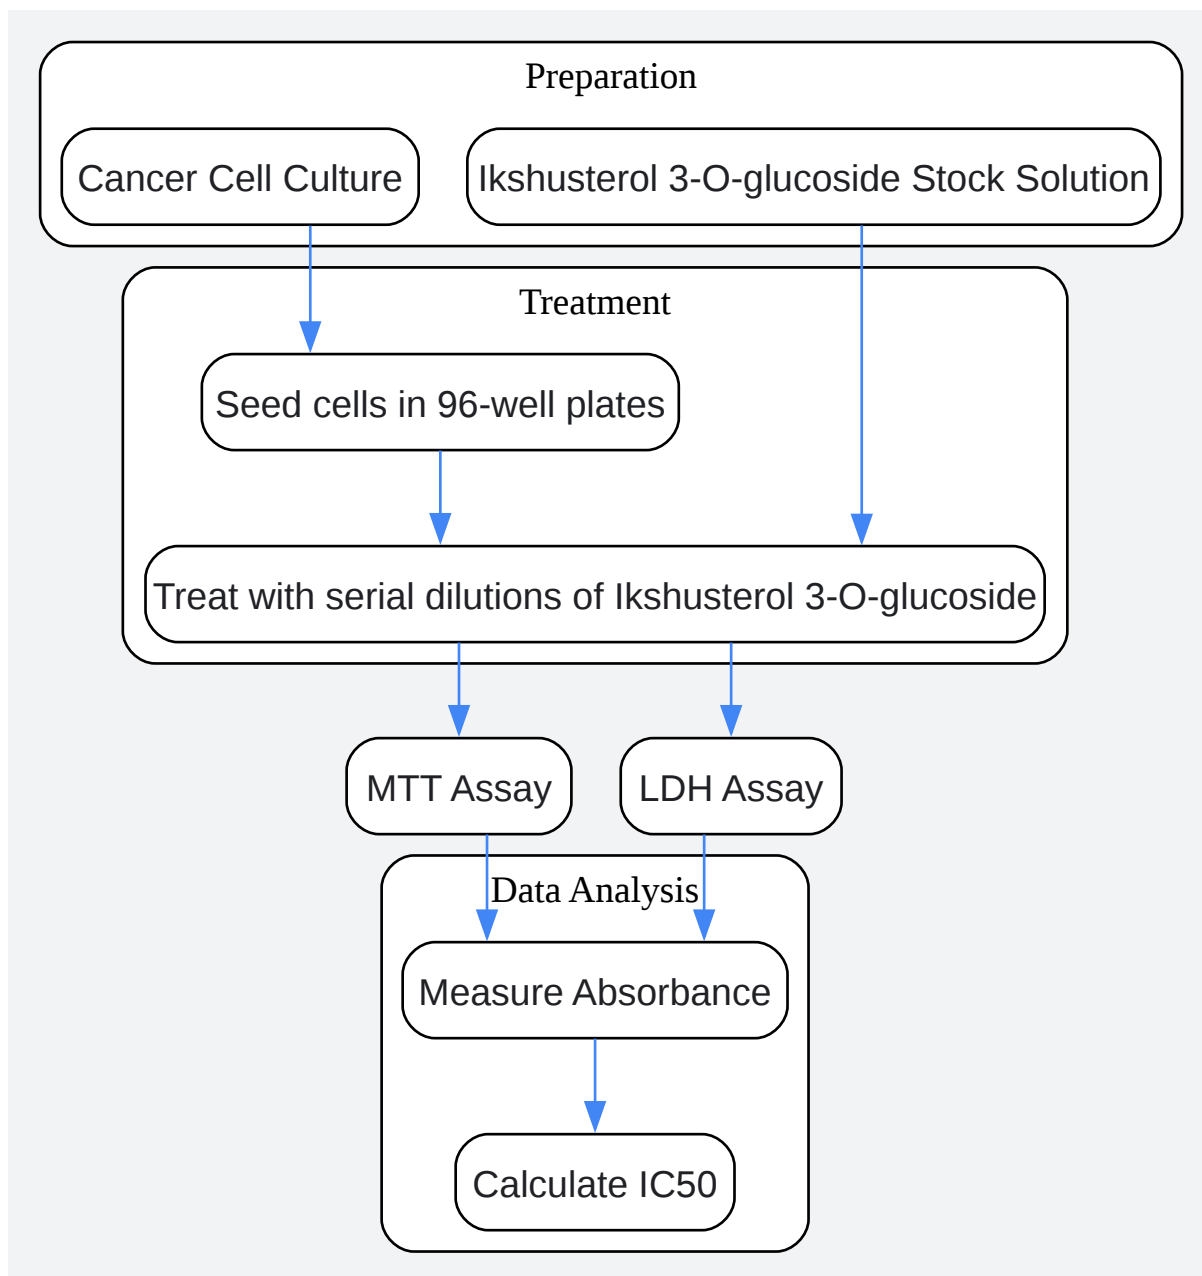 Preparation
Cancer Cell Culture
Ikshusterol 3-O-glucoside Stock Solution
Treatment
Seed cells in 96-well plates
Treat with serial dilutions of Ikshusterol 3-O-glucoside
MTT Assay
LDH Assay
Data Analysis
Measure Absorbance
Calculate IC50